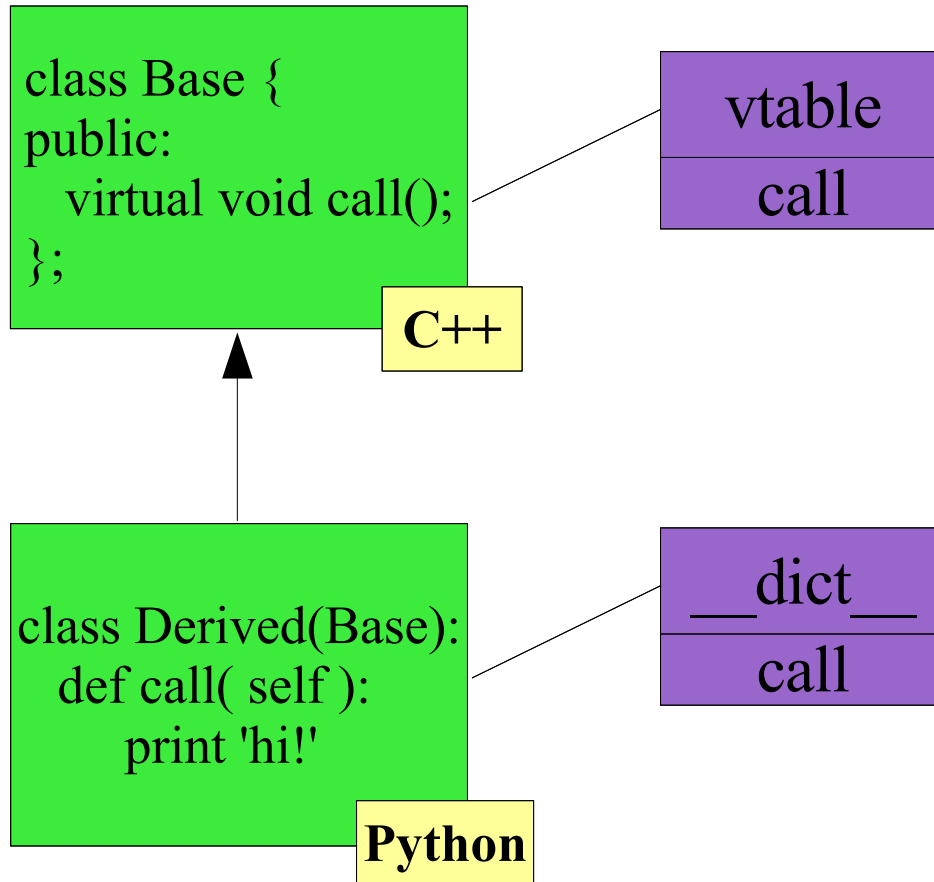 class Base {
public:
   virtual void call();
};
C++
vtable
call
class Derived(Base):
   def call( self ):
      print 'hi!'
Python
__dict__
call